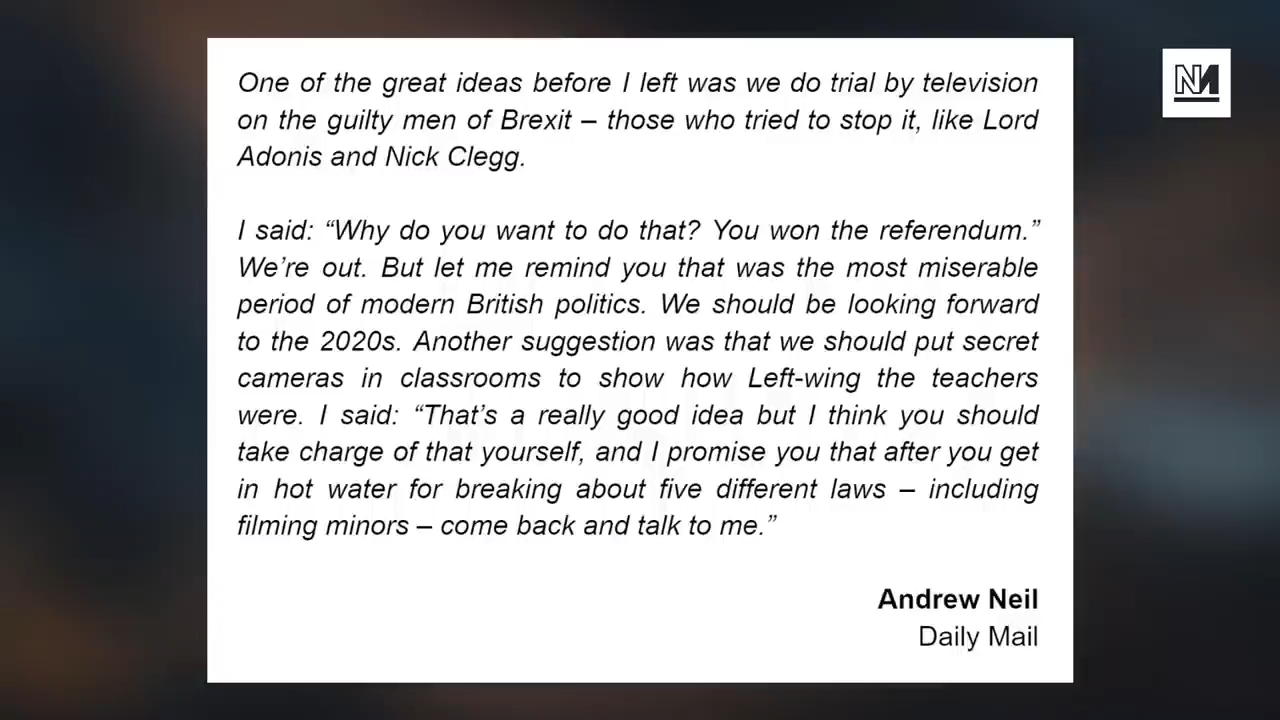 One of the great ideas before I left was we do trial by television
on the guilty men of Brexit – those who tried to stop it, like Lord
Adonis and Nick Clegg.
I said: “Why do you want to do that? You won the referendum.”
We’re out. But let me remind you that was the most miserable
period of modern British politics. We should be looking forward
to the 2020s. Another suggestion was that we should put secret
cameras in classrooms to show how Left-wing the teachers
were. I said: “That’s a really good idea but I think you should
take charge of that yourself, and I promise you that after you get
in hot water for breaking about five different laws – including
filming minors – come back and talk to me.”
Andrew Neil
Daily Mail
NM